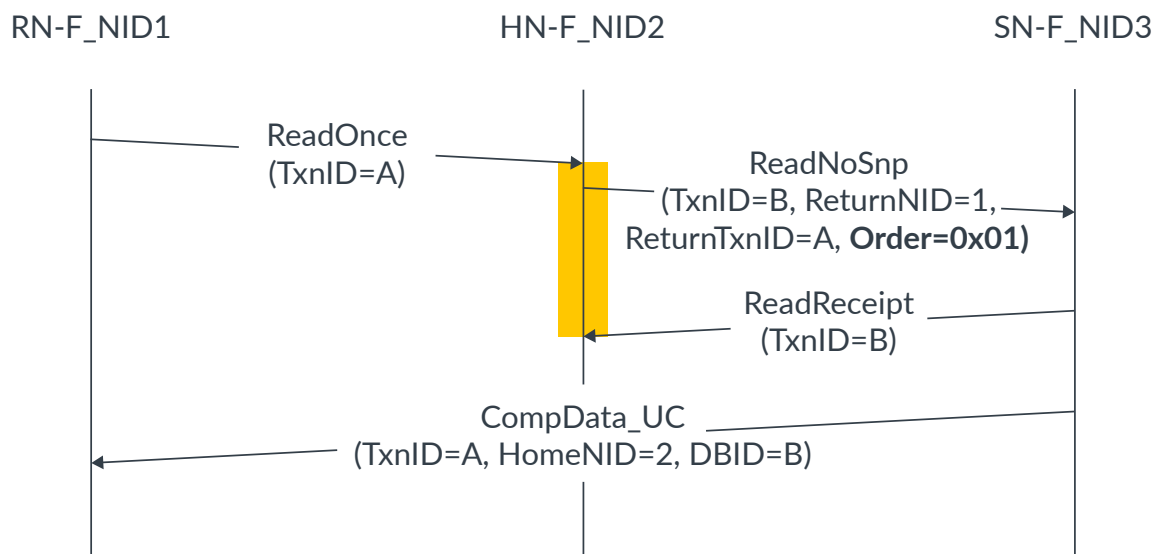 RN-F_NID1
HN-F_NID2
SN-F_NID3
ReadOnce
(TxnID=A)
ReadNoSnp
(TxnID=B, ReturnNID=1,
ReturnTxnID=A, Order=0x01)
ReadReceipt
(TxnID=B)
CompData_UC
(TxnID=A, HomeNID=2, DBID=B)